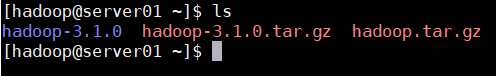 [hadoop@server01 ~]$ ls
hadoop-3.1.0  hadoop-3.1.0.tar.gz  hadoop.tar.gz
[hadoop@server01 ~]$